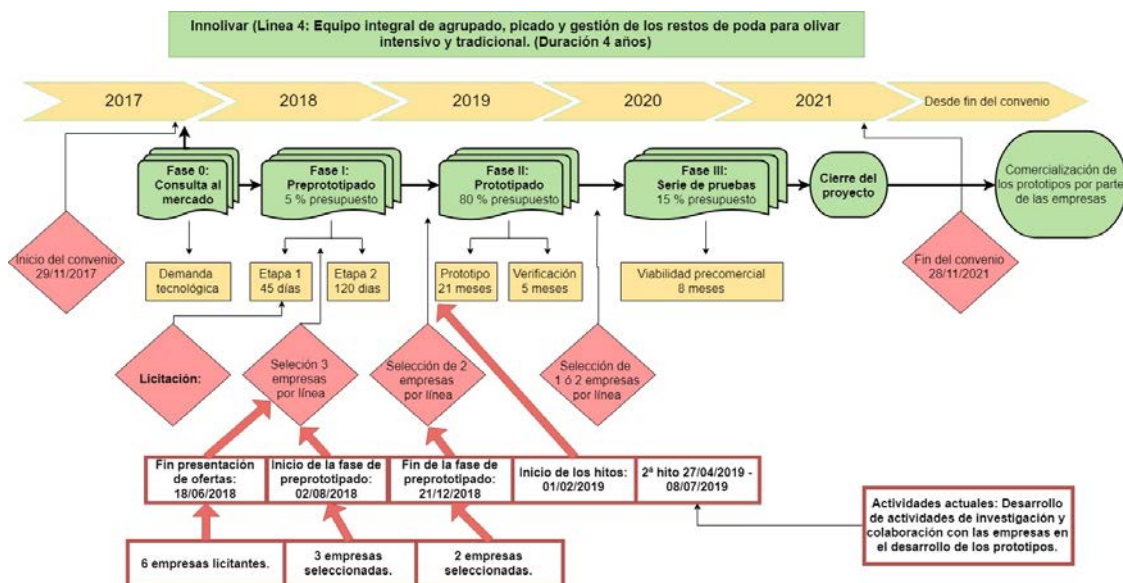 Innolivar (Línea 4: Equipo integral de agrupado, picado y gestión de los restos de poda para olivar
intensivo y tradicional. (Duración 4 años)
2017
2018
2019
2020
2021
Desde fin del convenio
Fase 0:
Consulta al
mercado
Fase I:
Preprototipado
5 % presupuesto
Fase II:
Prototipado
80 % presupuesto
Fase III:
Serie de pruebas
15 % presupuesto
Cierre del
proyecto
Comercialización de
los prototipos por parte
de las empresas
Inicio del convenio
29/11/2017
Demanda
tecnológica
Etapa 1
45 días
Etapa 2
120 dias
Prototipo
21 meses
Verificación
5 meses
Viabilidad precomercial
8 meses
Fin del convenio
28/11/2021
Licitación:
Seleción 3
empresas
por línea
Selección de 2
empresas
por línea
Selección de
1 ó 2 empresas
por línea
Fin presentación
de ofertas:
18/06/2018
Inicio de la fase de
preprototipado:
02/08/2018
Fin de la fase de
preprototipado:
21/12/2018
Inicio de los hitos:
01/02/2019
2ª hito 27/04/2019 -
08/07/2019
Actividades actuales: Desarrollo
de actividades de investigación y
colaboración con las empresas en
el desarrollo de los prototipos.
6 empresas licitantes.
3 empresas
seleccionadas.
2 empresas
seleccionadas.